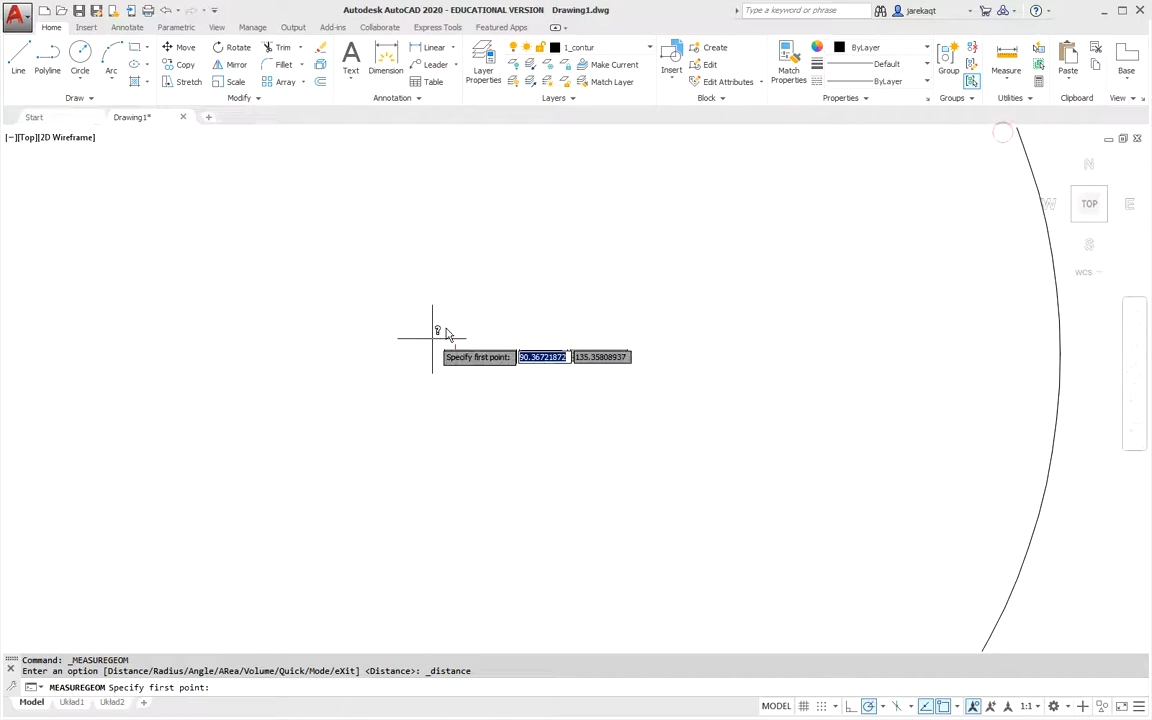 Autodesk AutoCAD 2020 - EDUCATIONAL VERSION Drawing1.dwg
Type a keyword or phrase
jarekaqt
Home Insert Annotate Parametric View Manage Output Add-ins Collaborate Express Tools Featured Apps
Line Polyline Circle Arc
Move Rotate Trim
Copy Mirror Fillet
Stretch Scale Array
Text Dimension
Linear
Leader
Table
Layer Properties
1_contur
Make Current
Match Layer
Insert
Create
Edit
Edit Attributes
Match Properties
ByLayer
Default
ByLayer
Group
Measure
Paste
Base
Draw Modify Annotation Layers Block Properties Groups Utilities Clipboard View
Start Drawing1*
[−][Top][2D Wireframe]
N
W TOP E
S
WCS
Specify first point: 90.36721872 135.35808937
Command: _MEASUREGEOM
Enter an option [Distance/Radius/Angle/ARea/Volume/Quick/Mode/eXit] <Distance>: _distance
MEASUREGEOM Specify first point:
Model Układ1 Układ2
MODEL 1:1